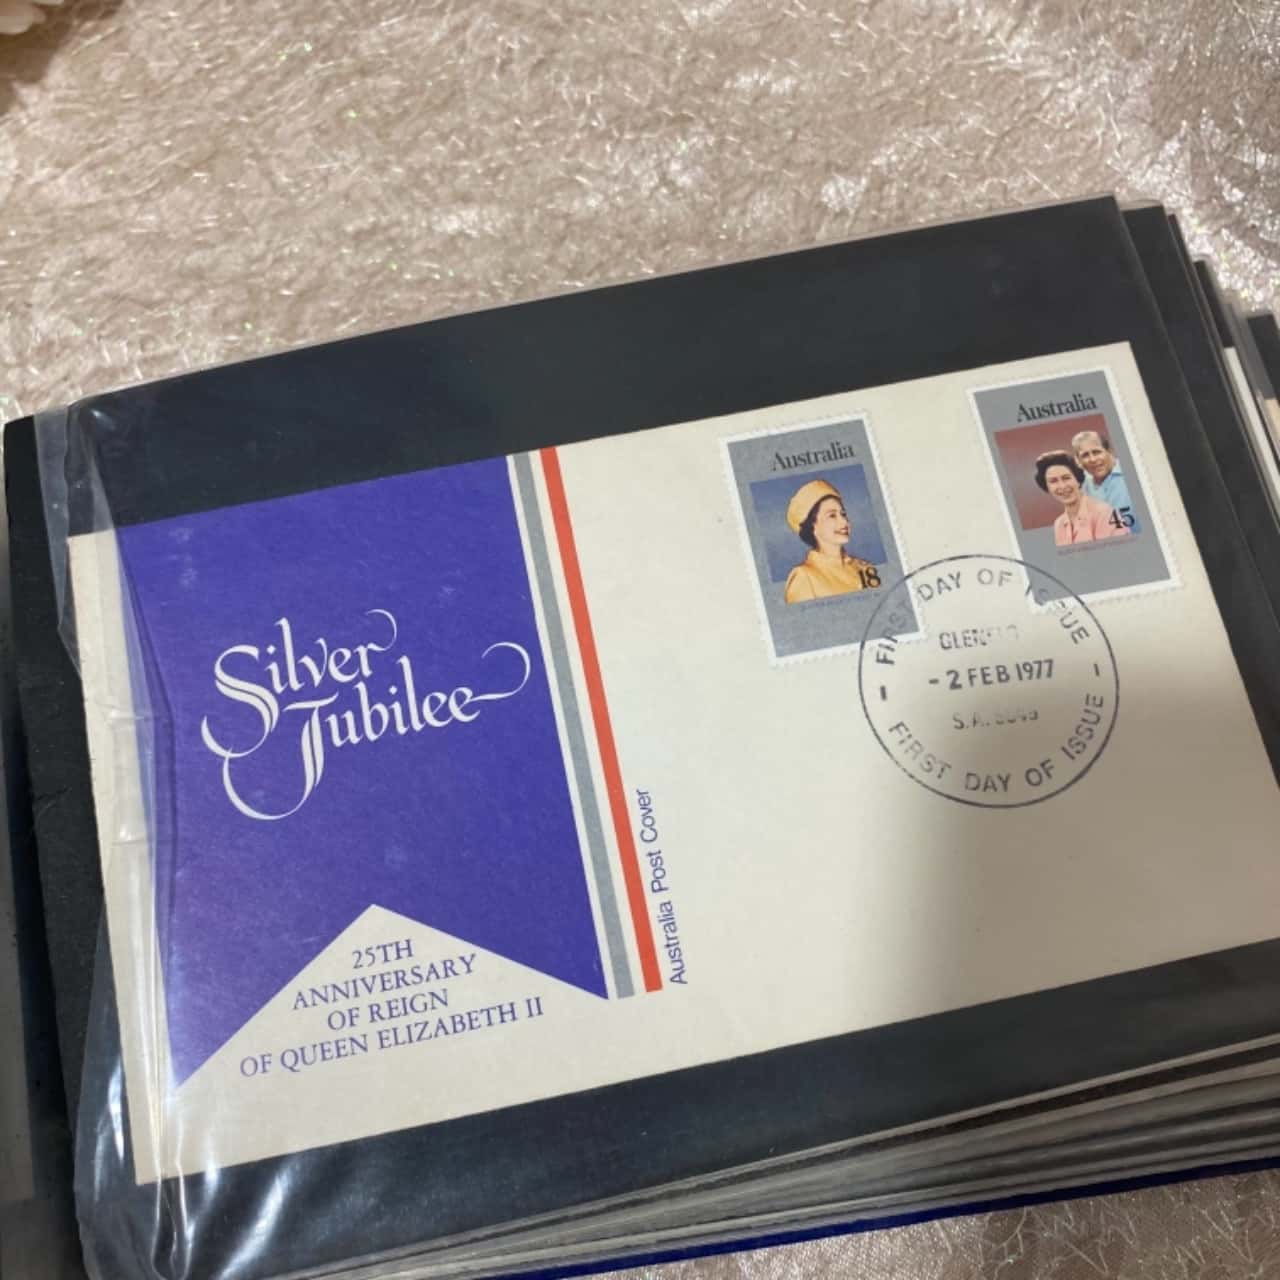 Silver
Jubilee
25TH
ANNIVERSARY
OF REIGN
OF QUEEN ELIZABETH II
Australia Post Cover
Australia
18
Australia
45
FIRST DAY OF ISSUE
- 2 FEB 1977
S.A.
FIRST DAY OF ISSUE